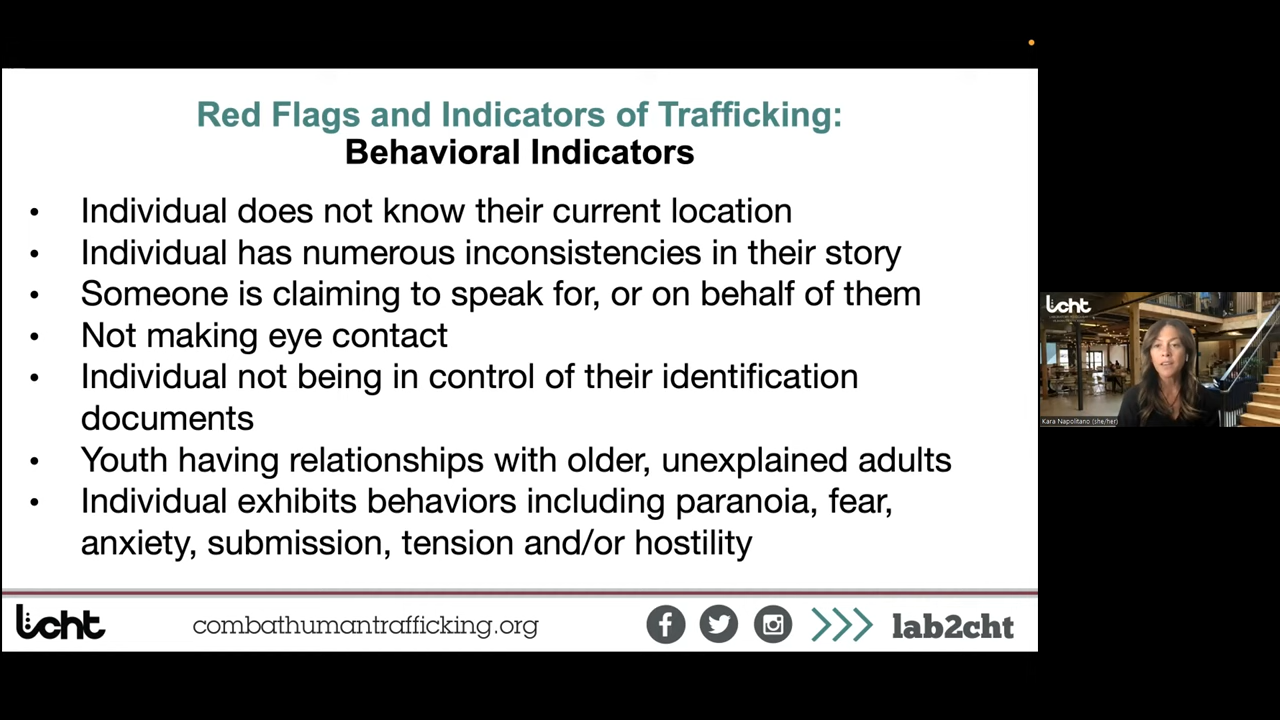 Red Flags and Indicators of Trafficking:
Behavioral Indicators
• Individual does not know their current location
• Individual has numerous inconsistencies in their story
• Someone is claiming to speak for, or on behalf of them
• Not making eye contact
• Individual not being in control of their identification
documents
• Youth having relationships with older, unexplained adults
• Individual exhibits behaviors including paranoia, fear,
anxiety, submission, tension and/or hostility
lcht
combathumantrafficking.org
lab2cht
lcht
Kara Napolitano (she/her)